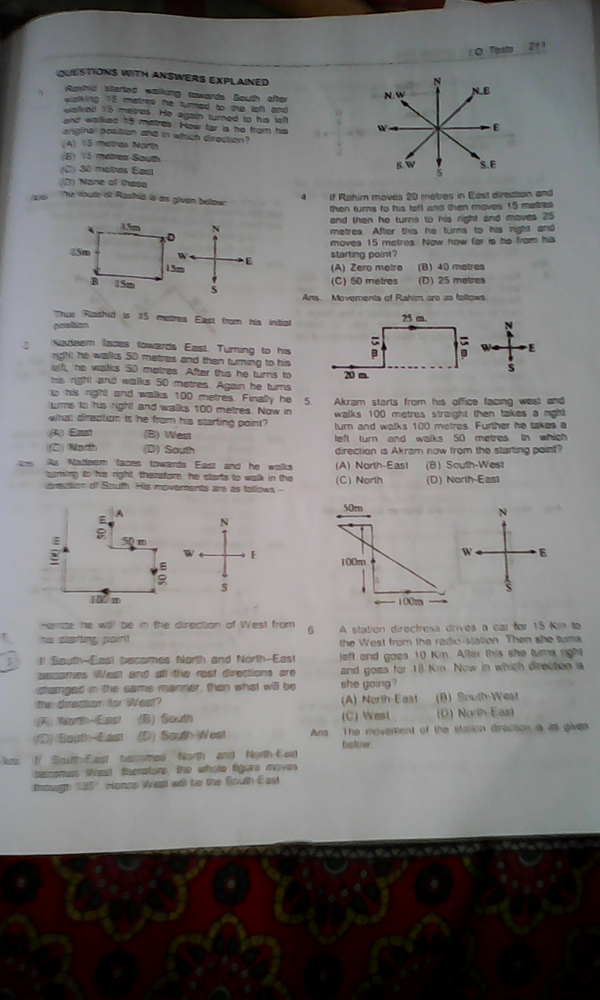 I Q Tests 211
QUESTIONS WITH ANSWERS EXPLAINED
Rashid started walking towards South after
walking 15 metres he turned to the left and
walked 15 metres. He again turned to his left
and walked 15 metres. How far is he from his
original position and in which direction?
(A) 15 metres North
(B) 15 metres South
(C) 30 metres East
(D) None of these
Ans The route of Rashid is as given below:
15m
D
N
15m
W
E
15m
B
15m
S
Thus Rashid is 15 metres East from his initial
position
2 Nadeem faces towards East. Turning to his
right he walks 50 metres and then turning to his
left, he walks 50 metres. After this he turns to
his right and walks 50 metres. Again he turns
to his right and walks 100 metres. Finally he
turns to his right and walks 100 metres. Now in
what direction is he from his starting point?
(A) East (B) West
(C) North (D) South
Ans As Nadeem faces towards East and he walks
turning to his right, therefore, he starts to walk in the
direction of South. His movements are as follows –
A
50 m
50 m
100 m
50 m
100 m
N
W
E
S
Hence he will be in the direction of West from
his starting point
3 If South-East becomes North and North-East
becomes West and all the rest directions are
changed in the same manner, then what will be
the direction for West?
(A) North-East (B) South
(C) South-East (D) South-West
Ans. If South-East becomes North and North-East
becomes West, therefore, the whole figure moves
through 135° Hence West will be the South-East
N
N.W
N.E
W
E
S.W
S
S.E
4 If Rahim moves 20 metres in East direction and
then turns to his left and then moves 15 metres
and then he turns to his right and moves 25
metres. After this he turns to his right and
moves 15 metres. Now how far is he from his
starting point?
(A) Zero metre (B) 40 metres
(C) 50 metres (D) 25 metres
Ans. Movements of Rahim are as follows
25 m.
15 m
15 m
20 m.
N
W
E
S
5. Akram starts from his office facing west and
walks 100 metres straight then takes a right
turn and walks 100 metres. Further he takes a
left turn and walks 50 metres. In which
direction is Akram now from the starting point?
(A) North-East (B) South-West
(C) North (D) North-East
50m
100m
100m
N
W
E
S
6 A station directress drives a car for 15 Km to
the West from the radio-station. Then she turns
left and goes 10 Km. After this she turns right
and goes for 18 Km. Now in which direction is
she going?
(A) North-East (B) South-West
(C) West (D) North-East
Ans The movement of the station direction is as given
below